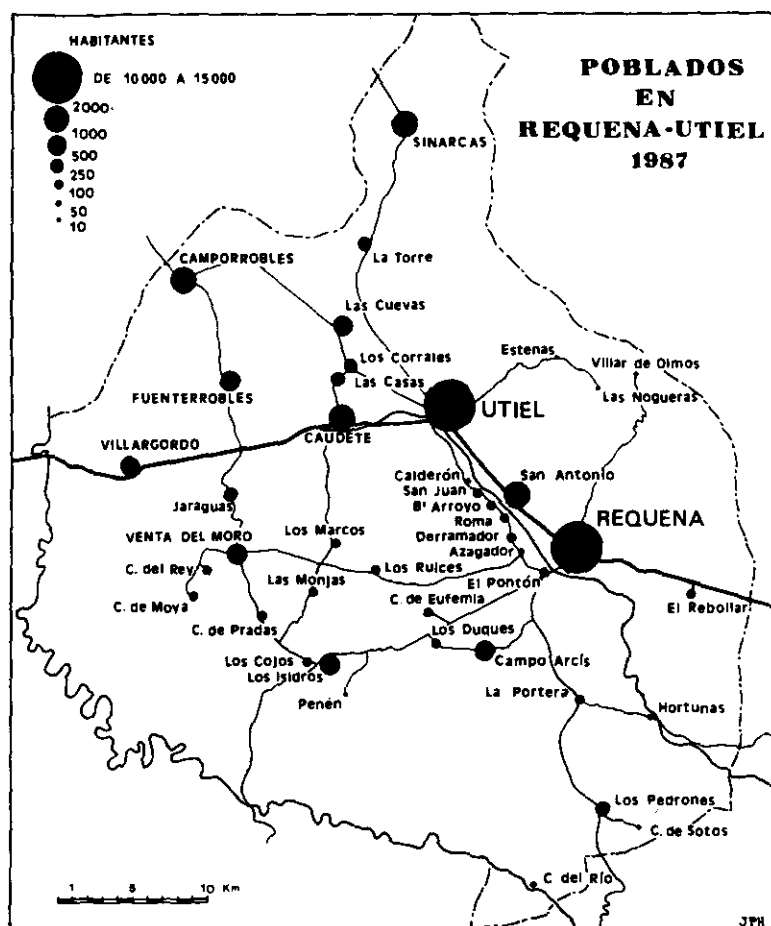 HABITANTES
DE 10000 A 15000
2000
1000
500
250
100
50
10
POBLADOS
EN
REQUENA-UTIEL
1987
SINARCAS
La Torre
CAMPORROBLES
Las Cuevas
Los Corrales
Las Casas
Estenas
Villar de Olmos
Las Nogueras
FUENTERROBLES
UTIEL
CAUDETE
VILLARGORDO
Calderón
San Antonio
San Juan
Jaraguas
Bº Arroyo
Roma
REQUENA
Los Marcos
Derramador
VENTA DEL MORO
Azagador
C. del Rey
Los Ruices
El Pontón
Las Monjas
C. de Moya
C. de Eufemia
El Rebollar
C. de Pradas
Los Duques
Los Cojos
Campo Arcís
Los Isidros
Penén
La Portera
Hortunas
Los Pedrones
C. de Sotos
C. del Río
1 5 10 Km
JPH